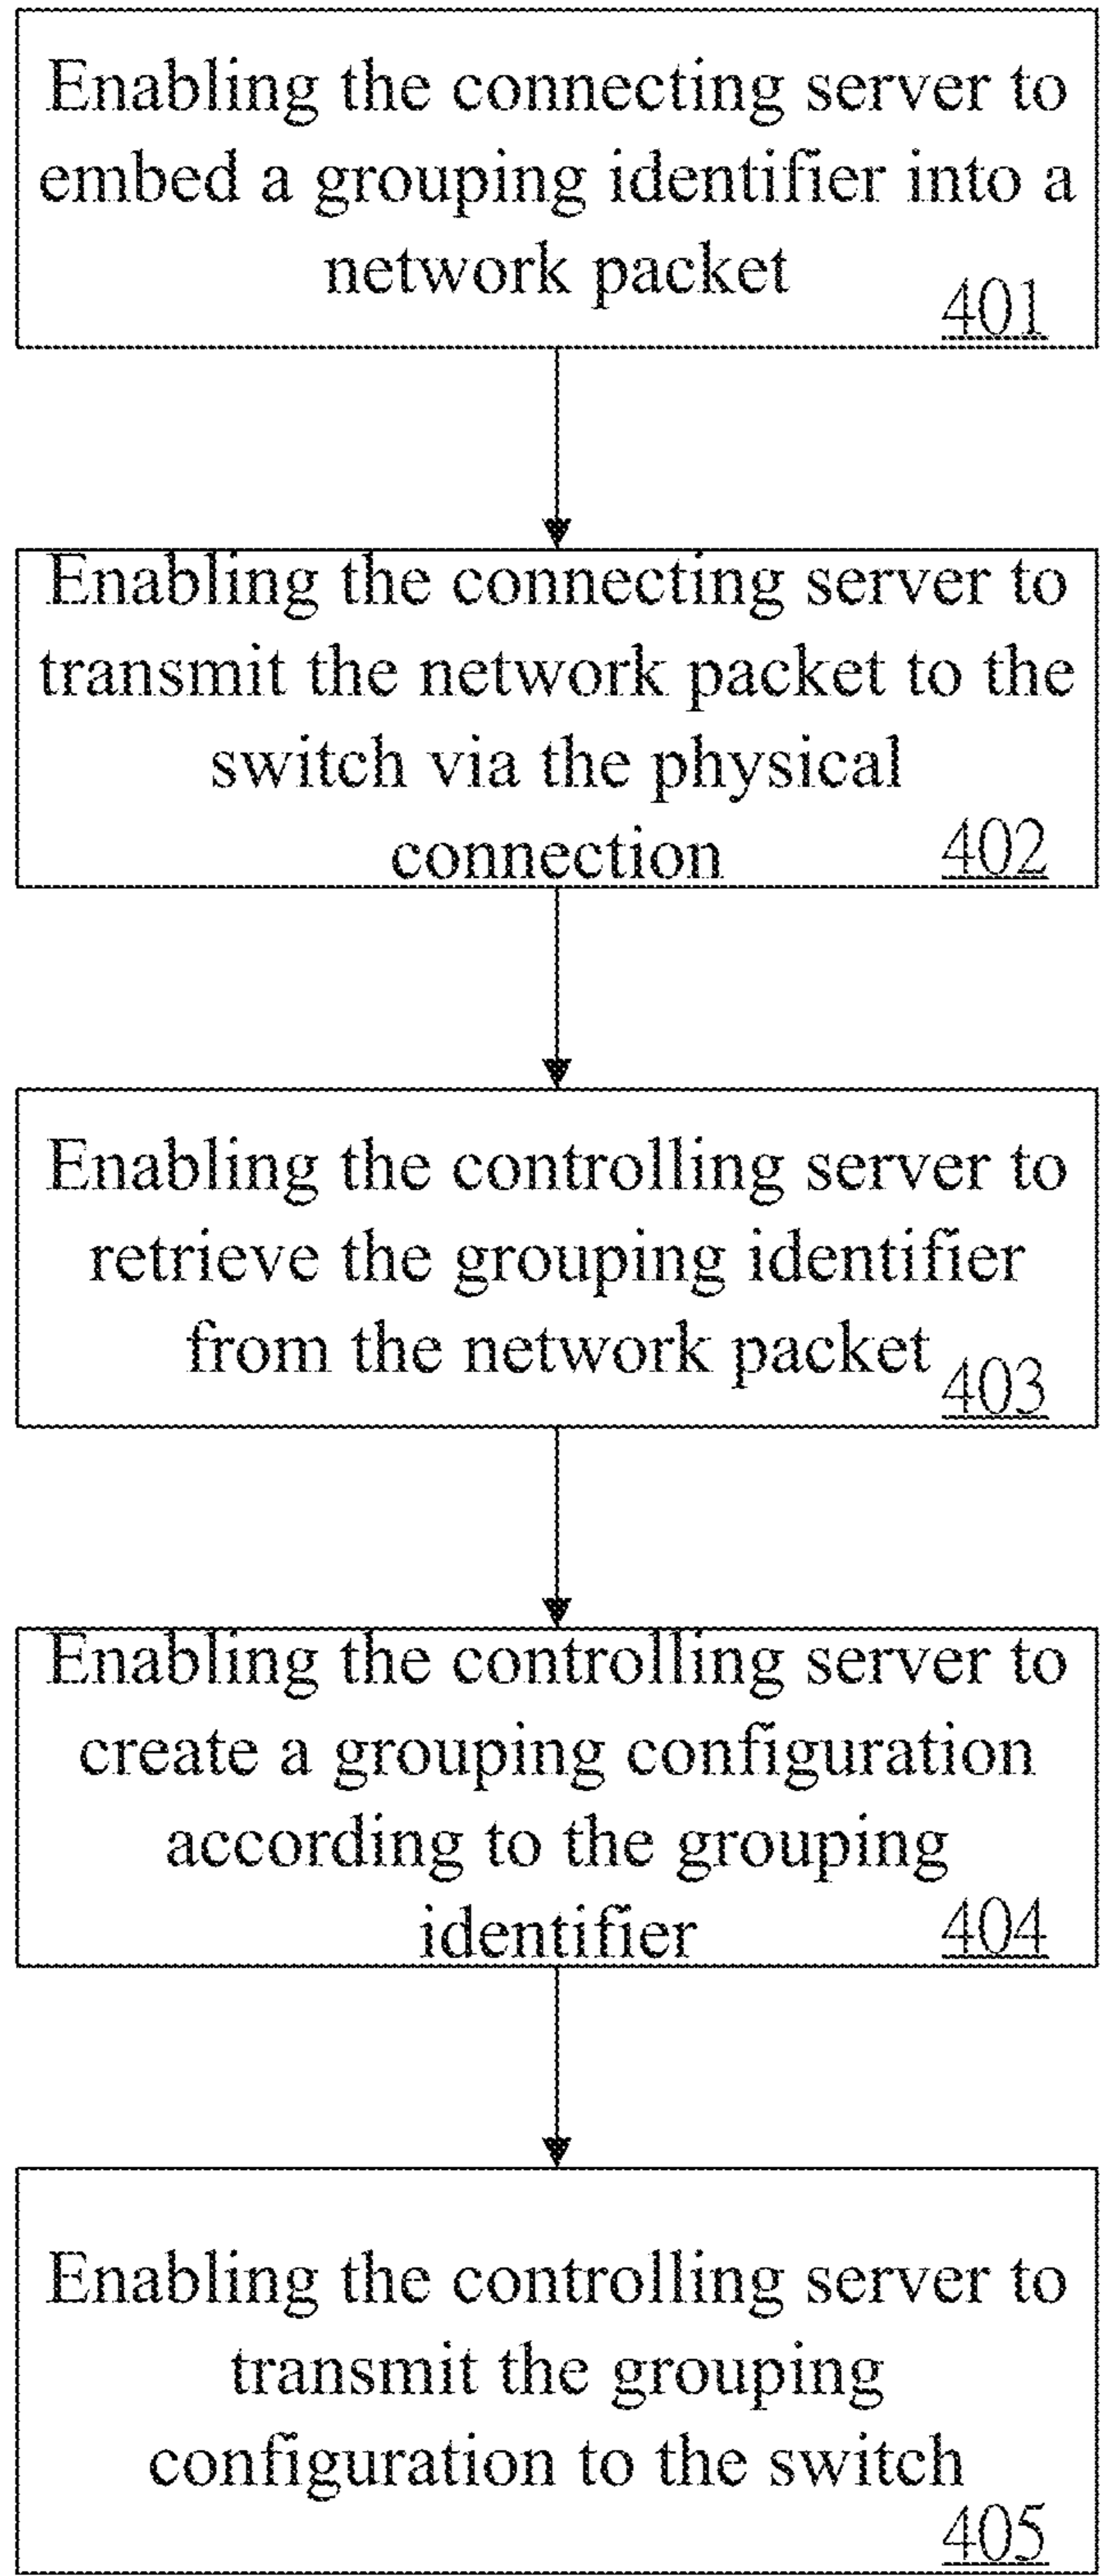 Enabling the connecting server to
embed a grouping identifier into a
network packet
401
Enabling the connecting server to
transmit the network packet to the
switch via the physical
connection
402
Enabling the controlling server to
retrieve the grouping identifier
from the network packet
403
Enabling the controlling server to
create a grouping configuration
according to the grouping
identifier
404
Enabling the controlling server to
transmit the grouping
configuration to the switch
405